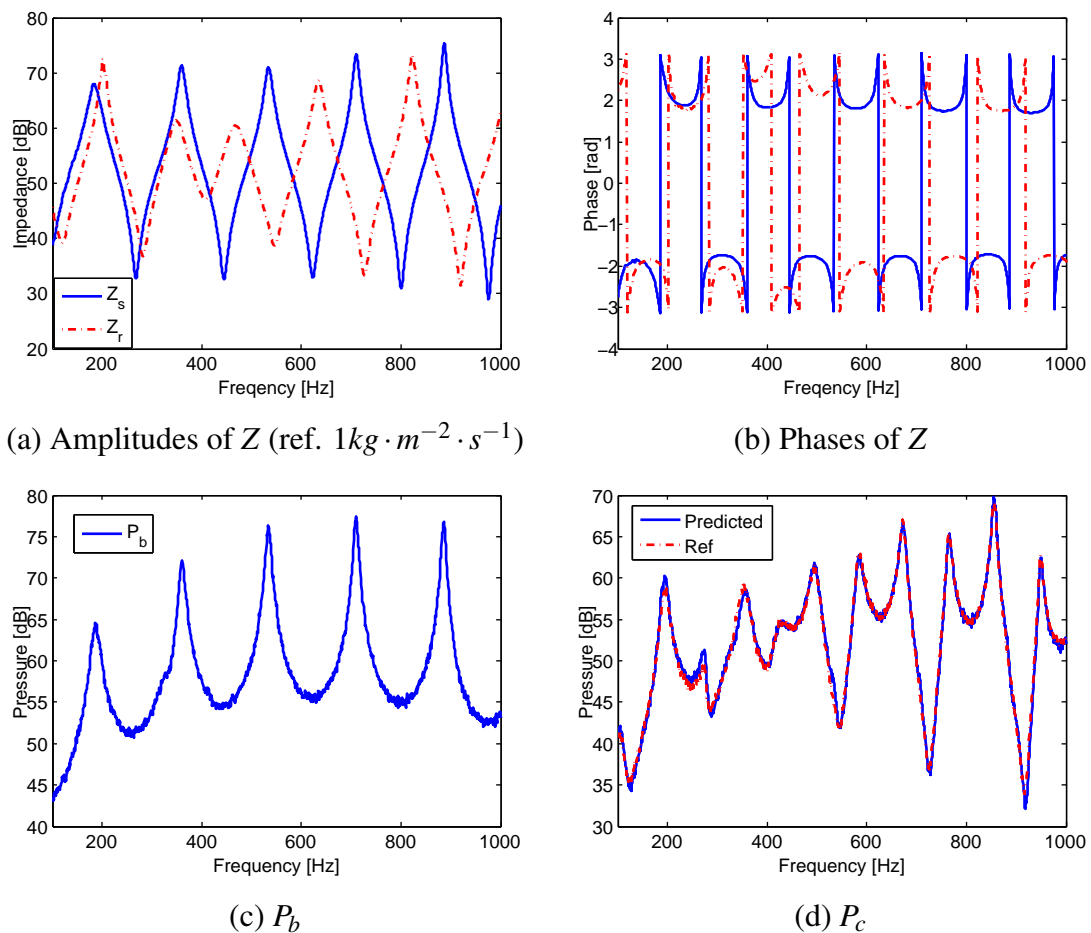 80
70
60
50
40
30
20
200 400 600 800 1000
Impedance [dB]
Freqency [Hz]
Z_s
Z_r
4
3
2
1
0
−1
−2
−3
−4
200 400 600 800 1000
Phase [rad]
Freqency [Hz]
(a) Amplitudes of Z (ref. 1kg · m^{−2} · s^{−1})
(b) Phases of Z
80
75
70
65
60
55
50
45
40
200 400 600 800 1000
Pressure [dB]
Frequency [Hz]
P_b
70
65
60
55
50
45
40
35
30
200 400 600 800 1000
Pressure [dB]
Frequency [Hz]
Predicted
Ref
(c) P_b
(d) P_c